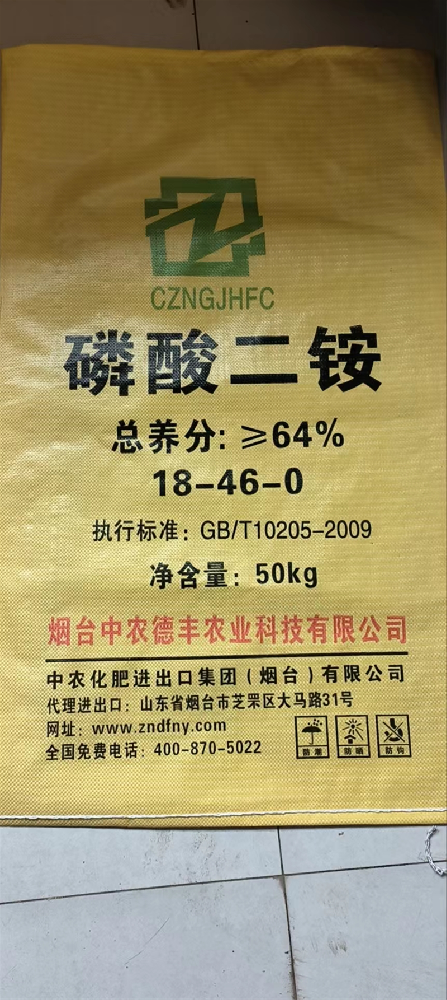 CZNGJHFC
磷酸二铵
总养分: ≥64%
18-46-0
执行标准: GB/T10205-2009
净含量: 50kg
烟台中农德丰农业科技有限公司
中农化肥进出口集团(烟台)有限公司
代理进出口: 山东省烟台市芝罘区大马路31号
网址: www.zndfny.com
全国免费电话: 400-870-5022
防潮 防晒 防钩